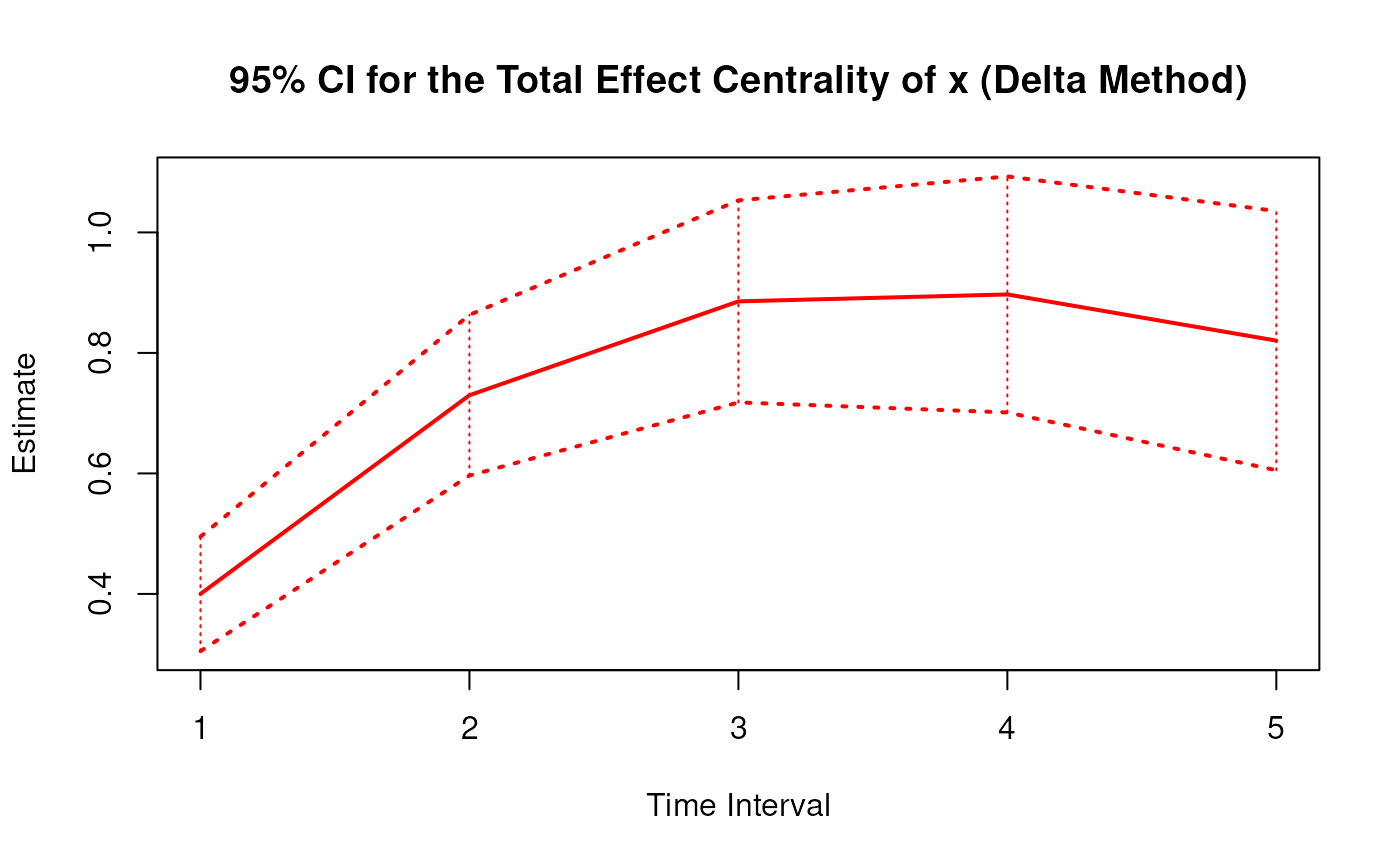 95% CI for the Total Effect Centrality of x (Delta Method)
Estimate
1.0
0.8
0.6
0.4
1 2 3 4 5
Time Interval